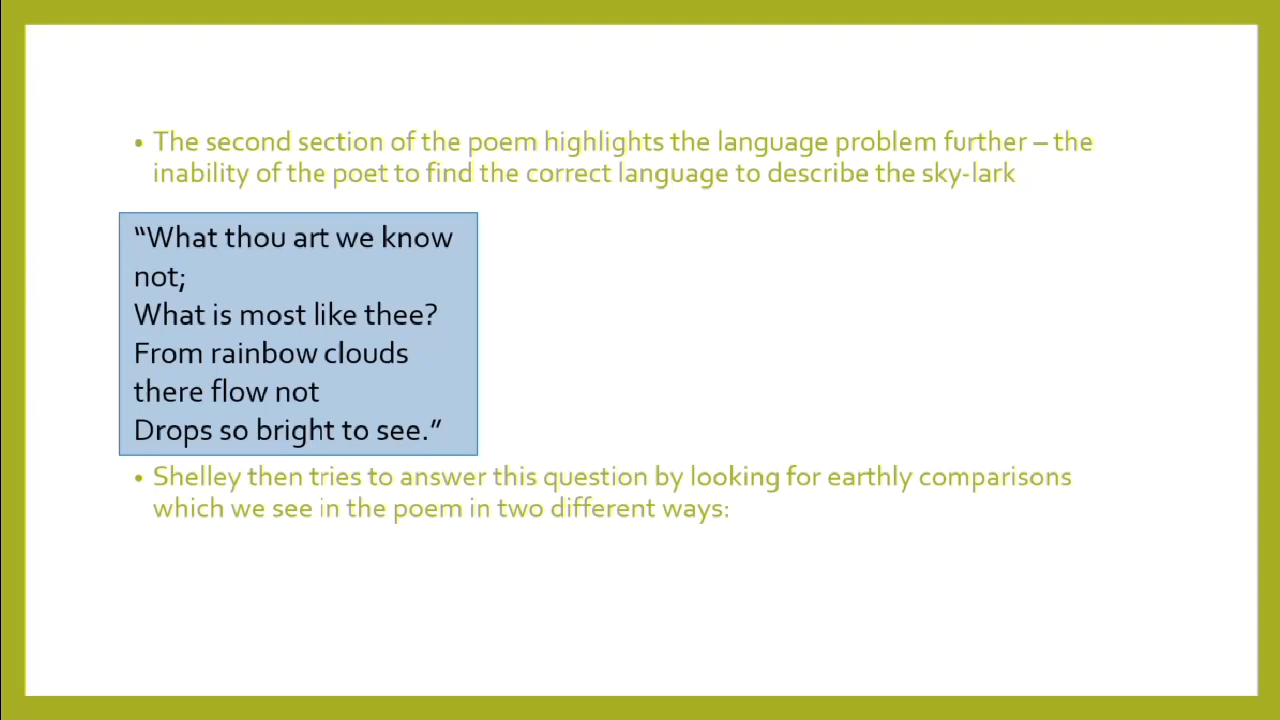 • The second section of the poem highlights the language problem further – the
inability of the poet to find the correct language to describe the sky-lark
“What thou art we know
not;
What is most like thee?
From rainbow clouds
there flow not
Drops so bright to see.”
• Shelley then tries to answer this question by looking for earthly comparisons
which we see in the poem in two different ways: